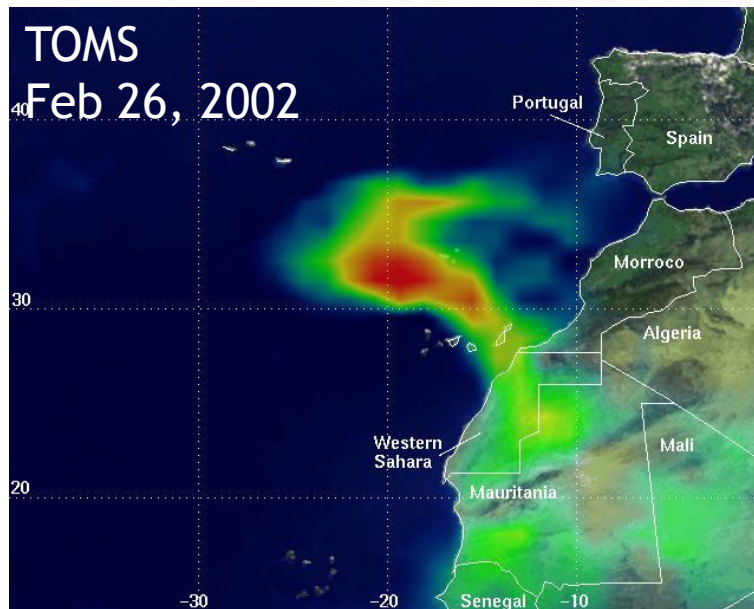 TOMS
Feb 26, 2002
40
Portugal
Spain
Morroco
30
Algeria
Western
Sahara
Mali
20
Mauritania
-30
-20
-10
Senegal